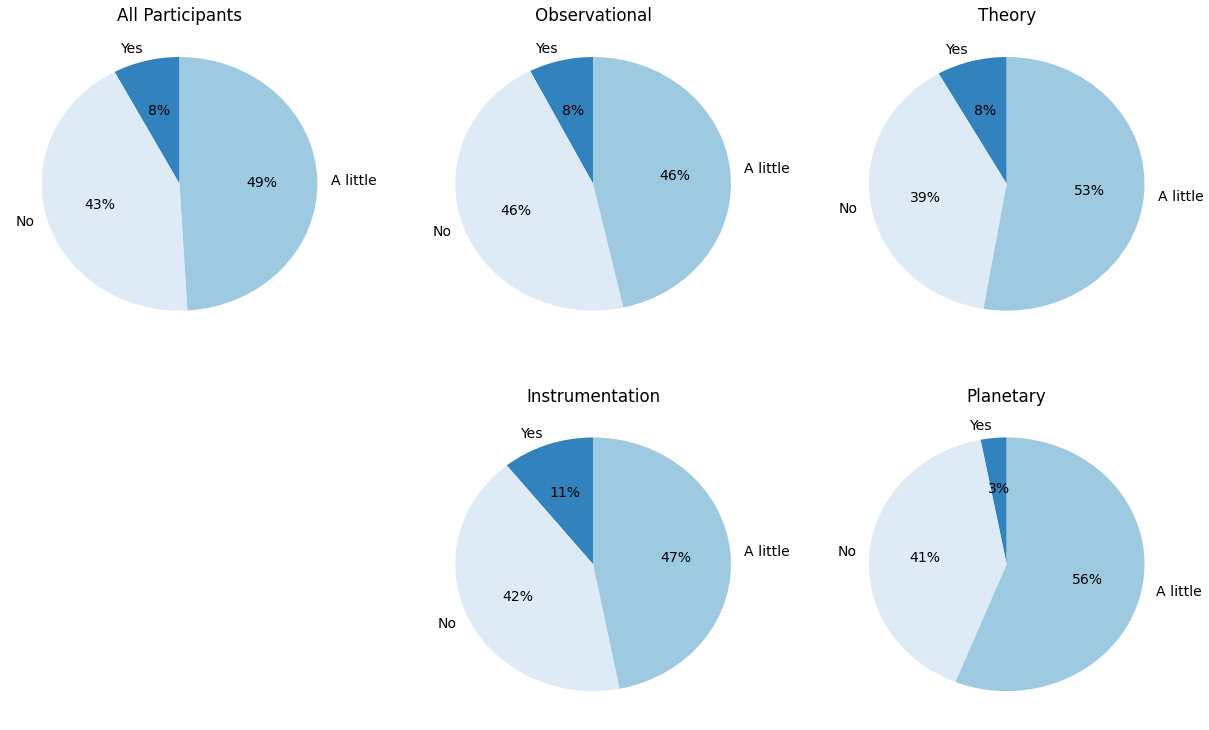 All Participants
Yes
8%
49%
A little
43%
No
Observational
Yes
8%
46%
A little
46%
No
Theory
Yes
8%
53%
A little
39%
No
Instrumentation
Yes
11%
47%
A little
42%
No
Planetary
Yes
3%
56%
A little
41%
No